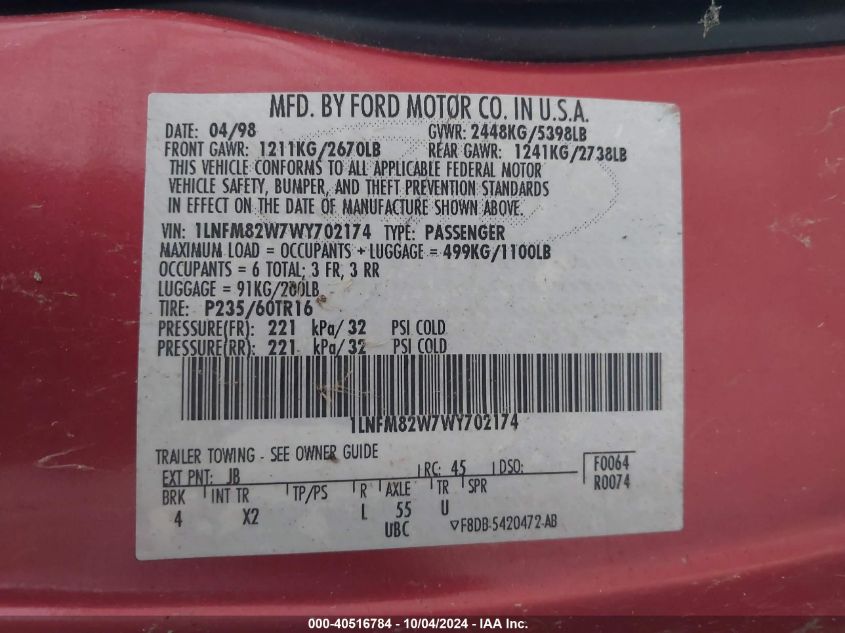 MFD. BY FORD MOTOR CO. IN U.S.A.
DATE: 04/98 GVWR: 2448KG/5398LB
FRONT GAWR: 1211KG/2670LB REAR GAWR: 1241KG/2738LB
THIS VEHICLE CONFORMS TO ALL APPLICABLE FEDERAL MOTOR
VEHICLE SAFETY, BUMPER, AND THEFT PREVENTION STANDARDS
IN EFFECT ON THE DATE OF MANUFACTURE SHOWN ABOVE.
VIN: 1LNFM82W7WY702174 TYPE: PASSENGER
MAXIMUM LOAD = OCCUPANTS + LUGGAGE = 499KG/1100LB
OCCUPANTS = 6 TOTAL; 3 FR, 3 RR
LUGGAGE = 91KG/200LB
TIRE: P235/60TR16
PRESSURE(FR): 221 kPa/ 32 PSI COLD
PRESSURE(RR): 221 kPa/ 32 PSI COLD
1LNFM82W7WY702174
TRAILER TOWING - SEE OWNER GUIDE
EXT PNT: JB RC: 45 DSO: F0064
R0074
BRK INT TR TP/PS R AXLE TR SPR
4 X2 L 55 U
UBC F8DB-5420472-AB
000-40516784 - 10/04/2024 - IAA Inc.